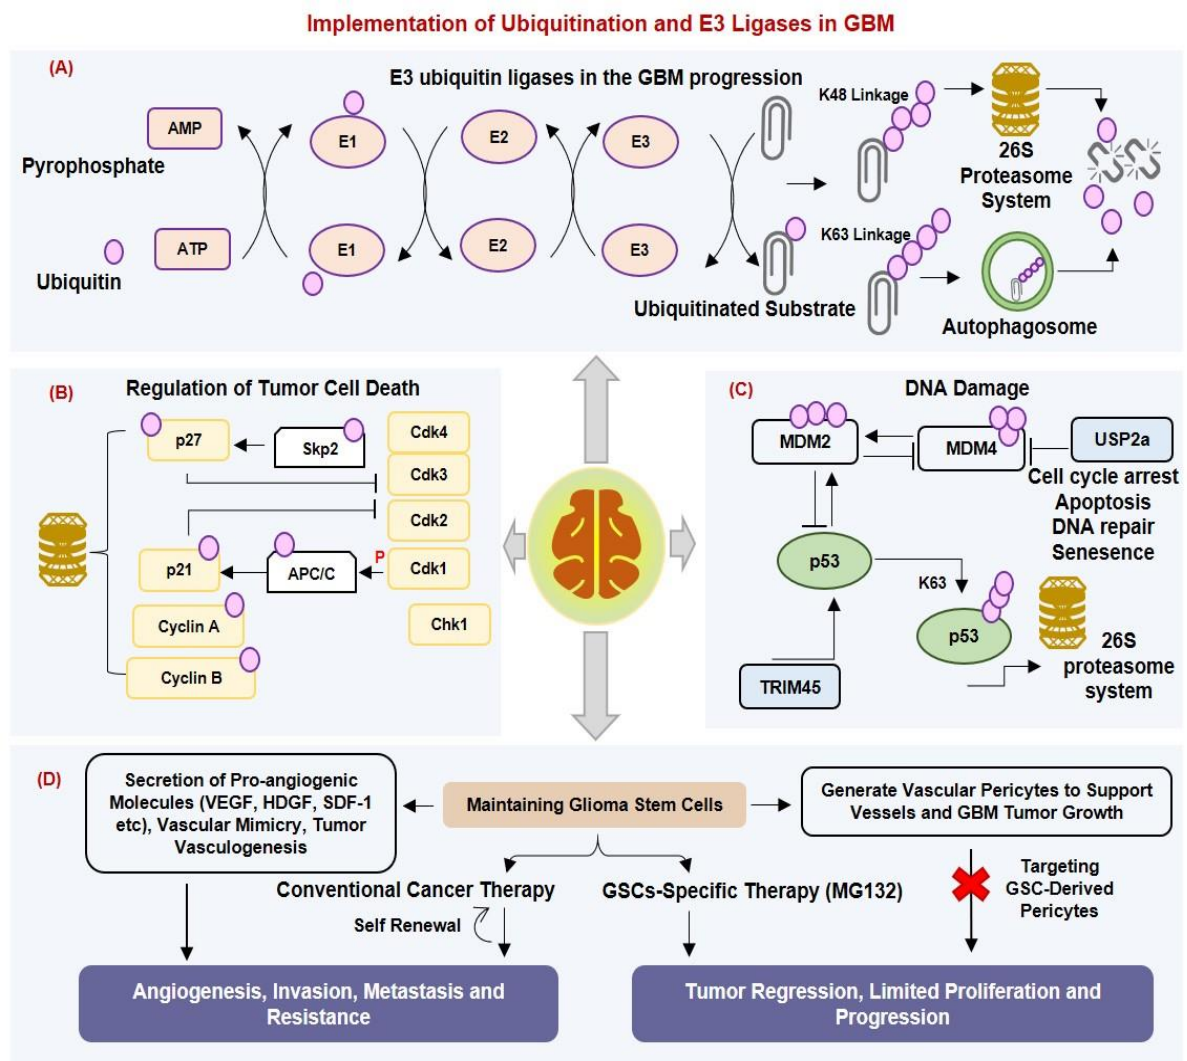 Implementation of Ubiquitination and E3 Ligases in GBM
(A)
E3 ubiquitin ligases in the GBM progression
AMP
Pyrophosphate
Ubiquitin
ATP
E1
E1
E2
E2
E3
E3
Ubiquitinated Substrate
K48 Linkage
26S
Proteasome
System
K63 Linkage
Autophagosome
(B)
Regulation of Tumor Cell Death
p27
Skp2
Cdk4
Cdk3
Cdk2
p21
APC/C
P
Cdk1
Cyclin A
Chk1
Cyclin B
(C)
DNA Damage
MDM2
MDM4
USP2a
Cell cycle arrest
Apoptosis
DNA repair
Senesence
p53
K63
p53
TRIM45
26S
proteasome
system
(D)
Secretion of Pro-angiogenic
Molecules (VEGF, HDGF, SDF-1
etc), Vascular Mimicry, Tumor
Vasculogenesis
Maintaining Glioma Stem Cells
Generate Vascular Pericytes to Support
Vessels and GBM Tumor Growth
Conventional Cancer Therapy
Self Renewal
GSCs-Specific Therapy (MG132)
Targeting
GSC-Derived
Pericytes
Angiogenesis, Invasion, Metastasis and
Resistance
Tumor Regression, Limited Proliferation and
Progression